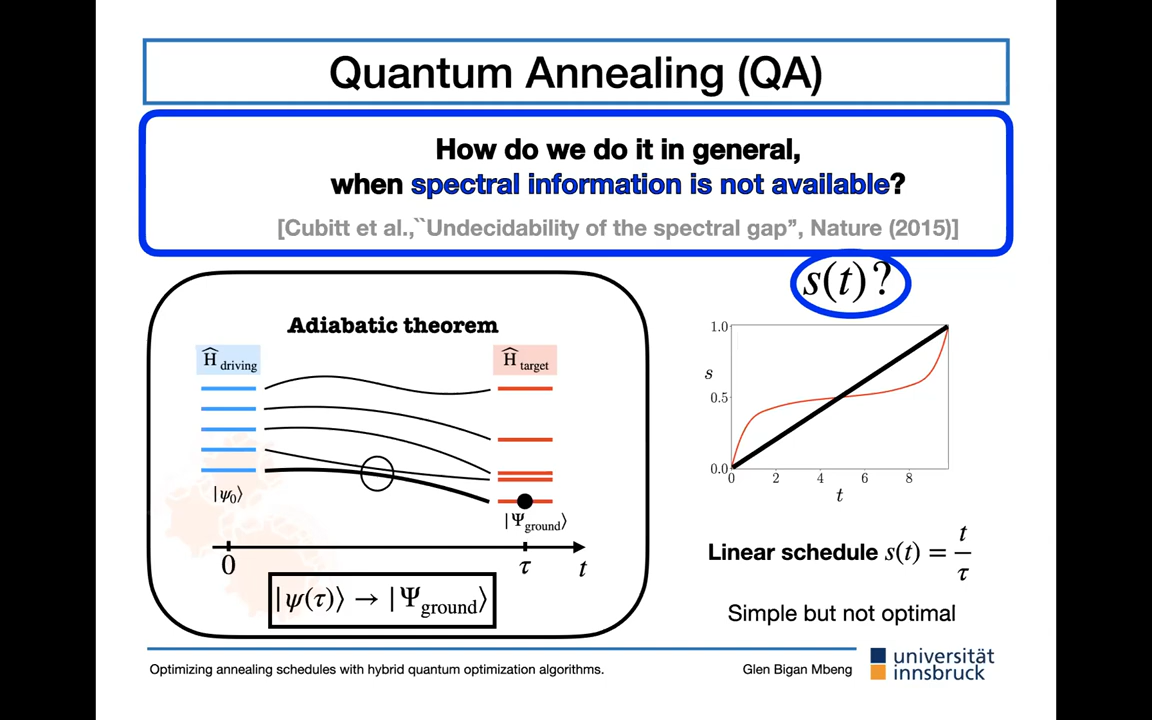 Quantum Annealing (QA)
How do we do it in general,
when spectral information is not available?
[Cubitt et al.,``Undecidability of the spectral gap”, Nature (2015)]
s(t)?
Adiabatic theorem
Ĥ driving
Ĥ target
|ψ₀⟩
|Ψground⟩
0
τ
t
|ψ(τ)⟩ → |Ψground⟩
1.0
s
0.5
0.0
0 2 4 6 8
t
Linear schedule s(t) = t/τ
Simple but not optimal
Optimizing annealing schedules with hybrid quantum optimization algorithms.
Glen Bigan Mbeng
universität
innsbruck